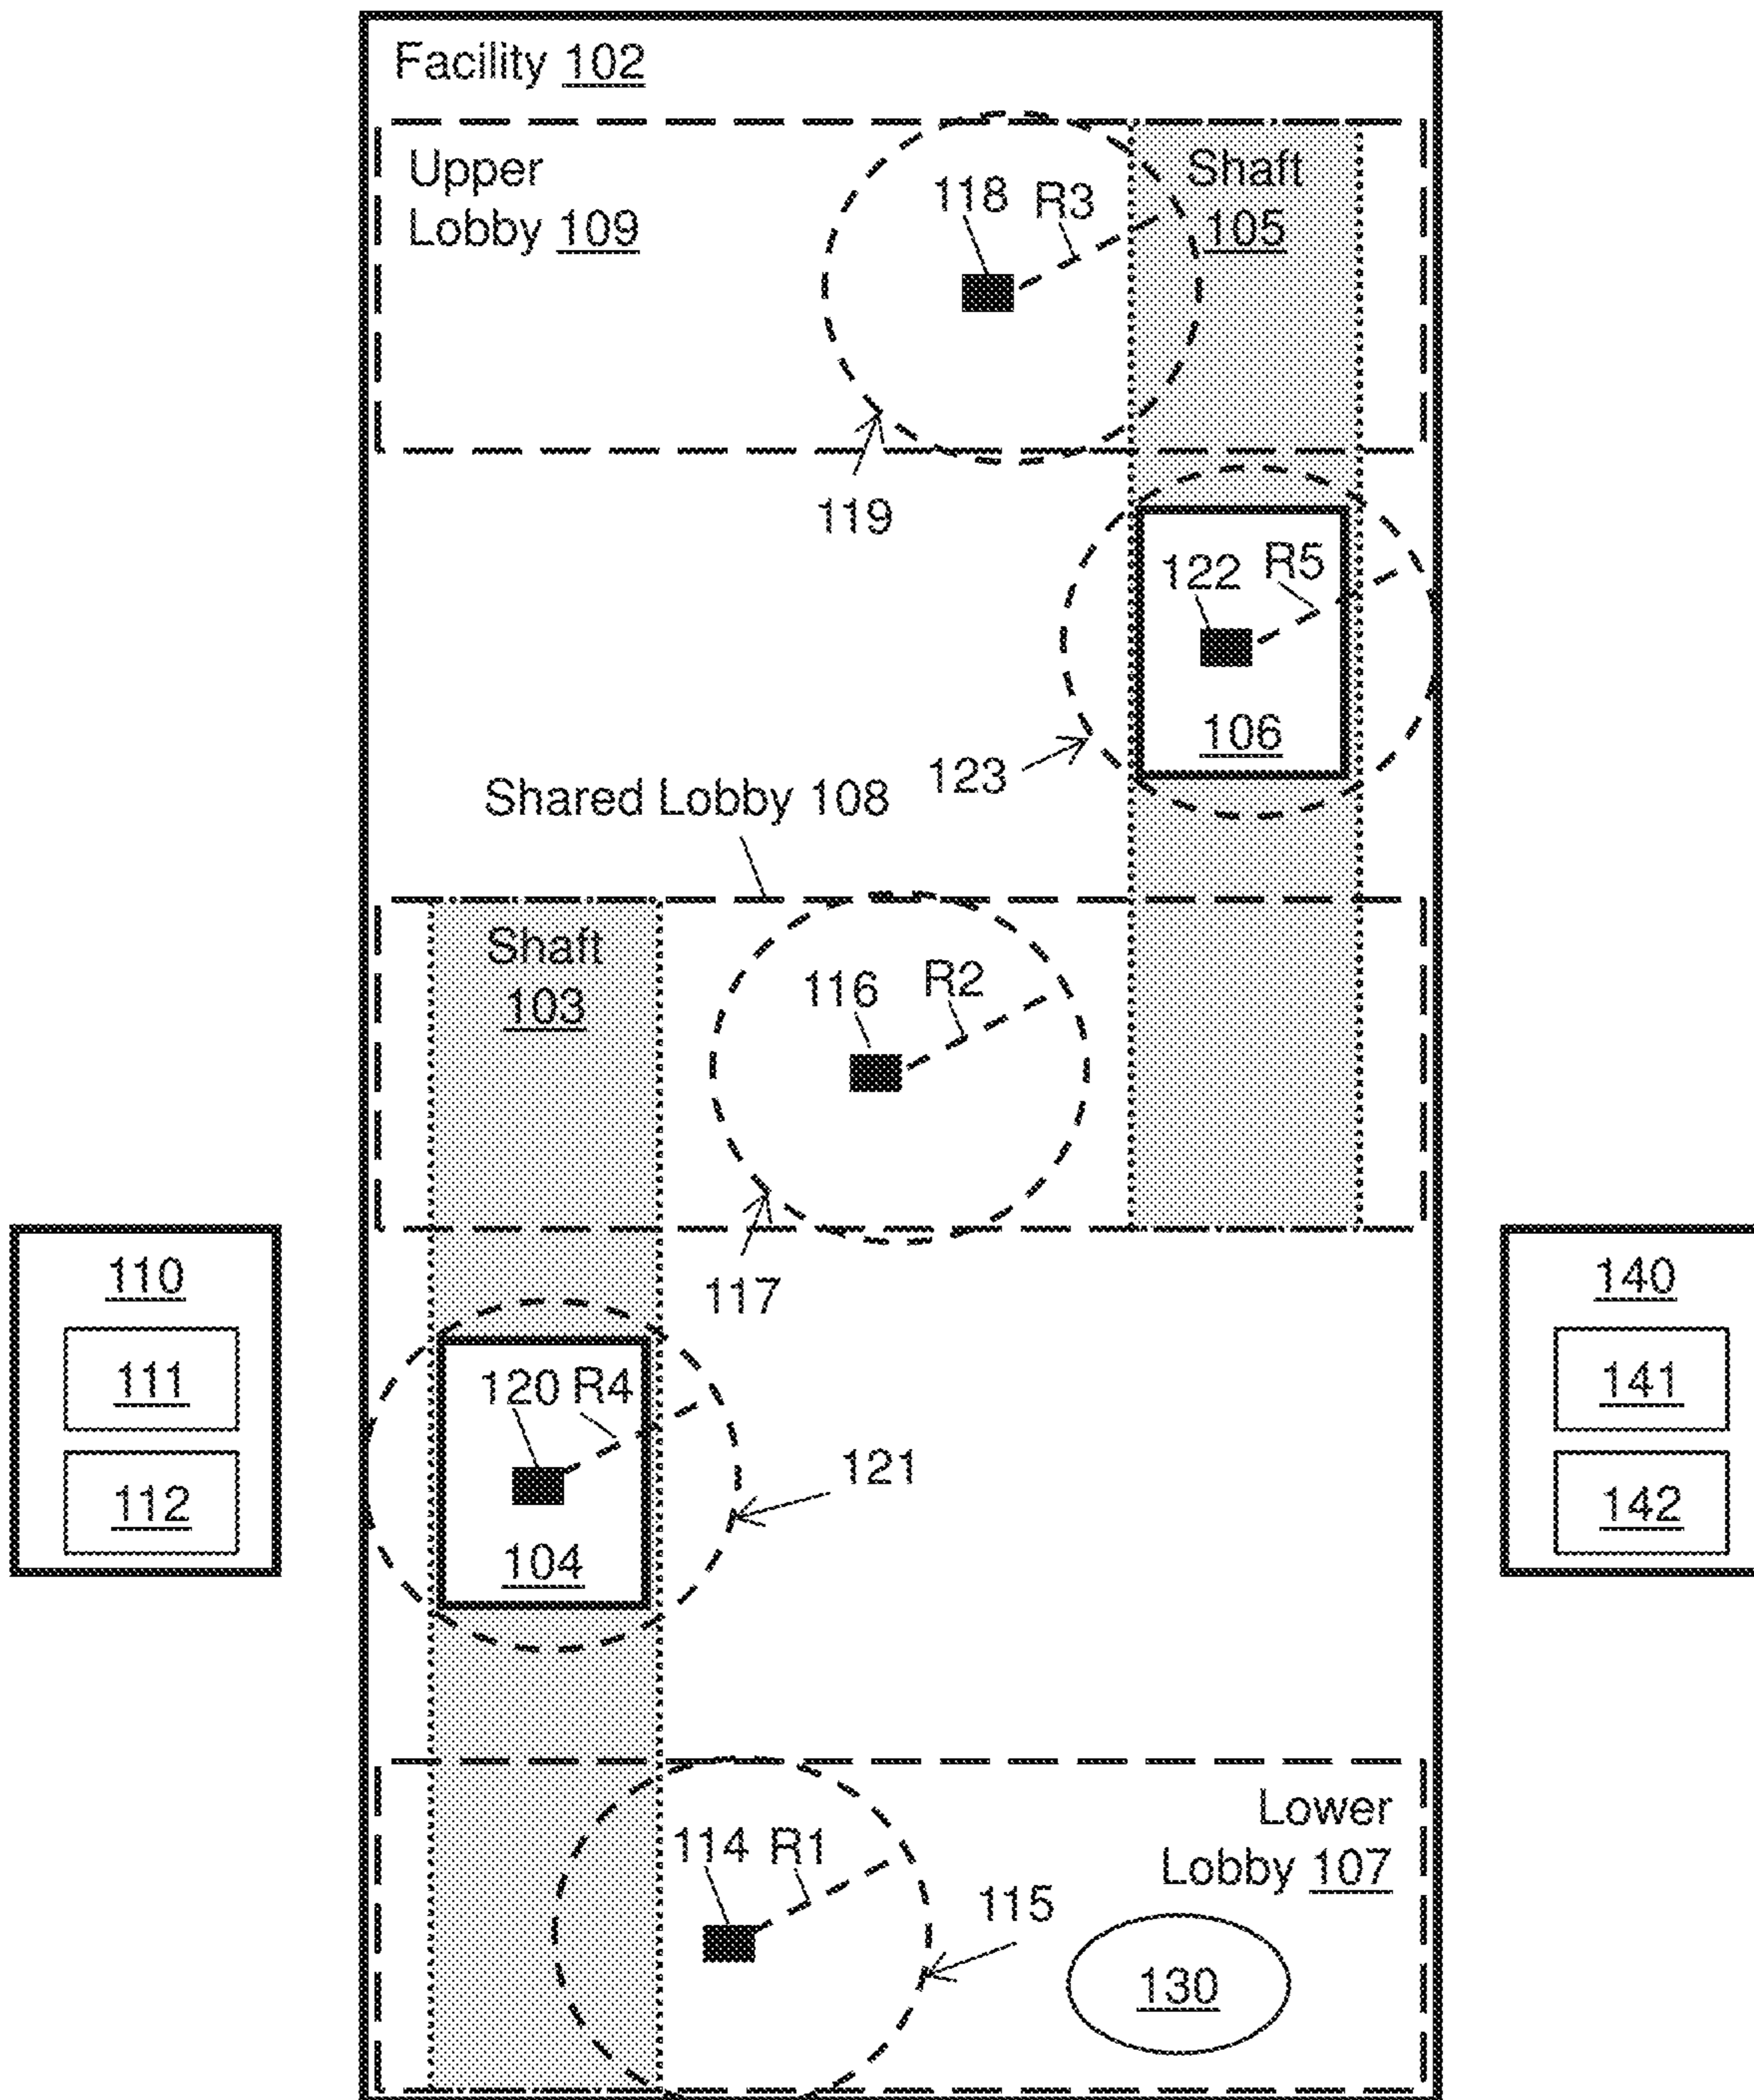 Facility 102
Upper
Lobby 109
118
R3
Shaft
105
119
122
R5
106
123
Shared Lobby 108
Shaft
103
116
R2
117
110
111
112
140
141
142
120
R4
104
121
Lower
Lobby 107
114
R1
115
130